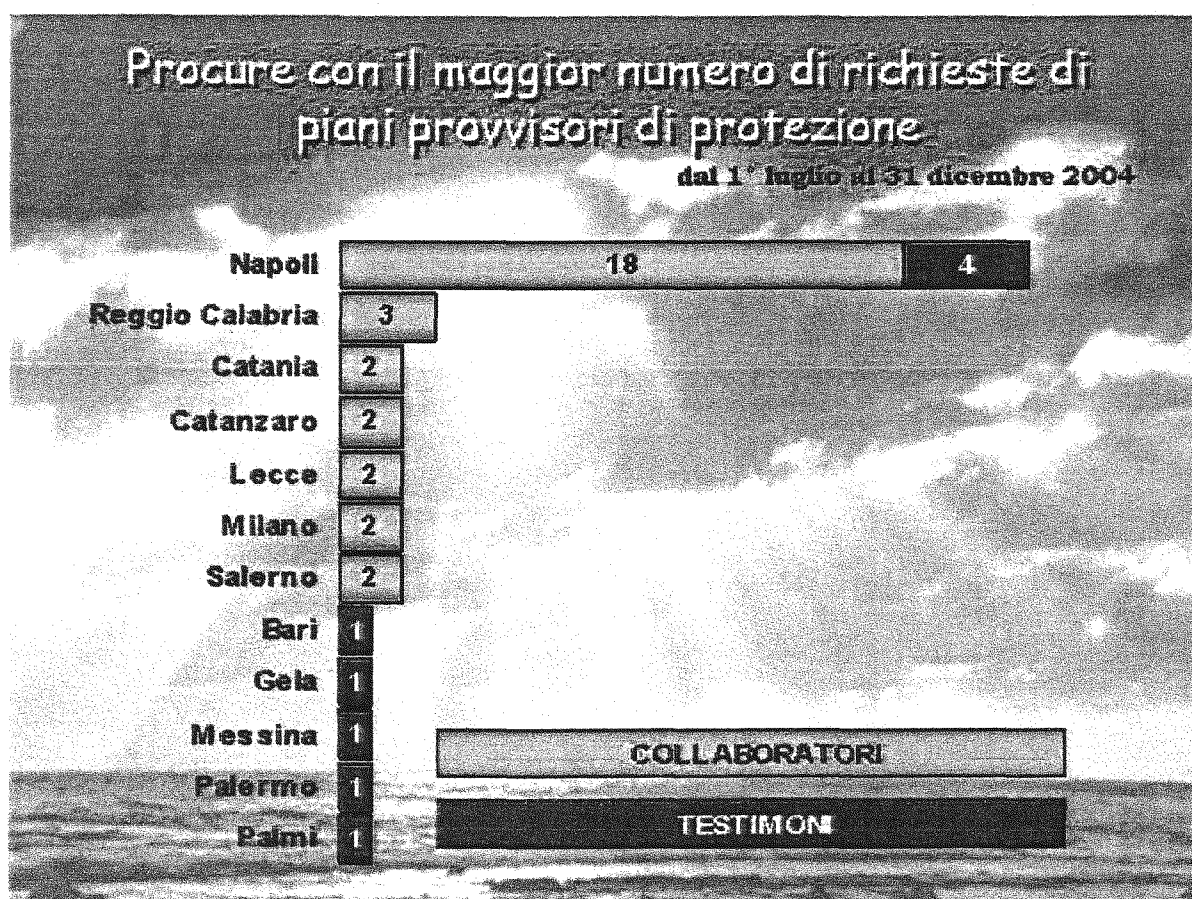 Procure con il maggior numero di richieste di
piani provvisori di protezione
dal 1° luglio al 31 dicembre 2004
Napoli 18 4
Reggio Calabria 3
Catania 2
Catanzaro 2
Lecce 2
Milano 2
Salerno 2
Bari 1
Gela 1
Messina 1
Palermo 1
Palmi 1
COLLABORATORI
TESTIMONI